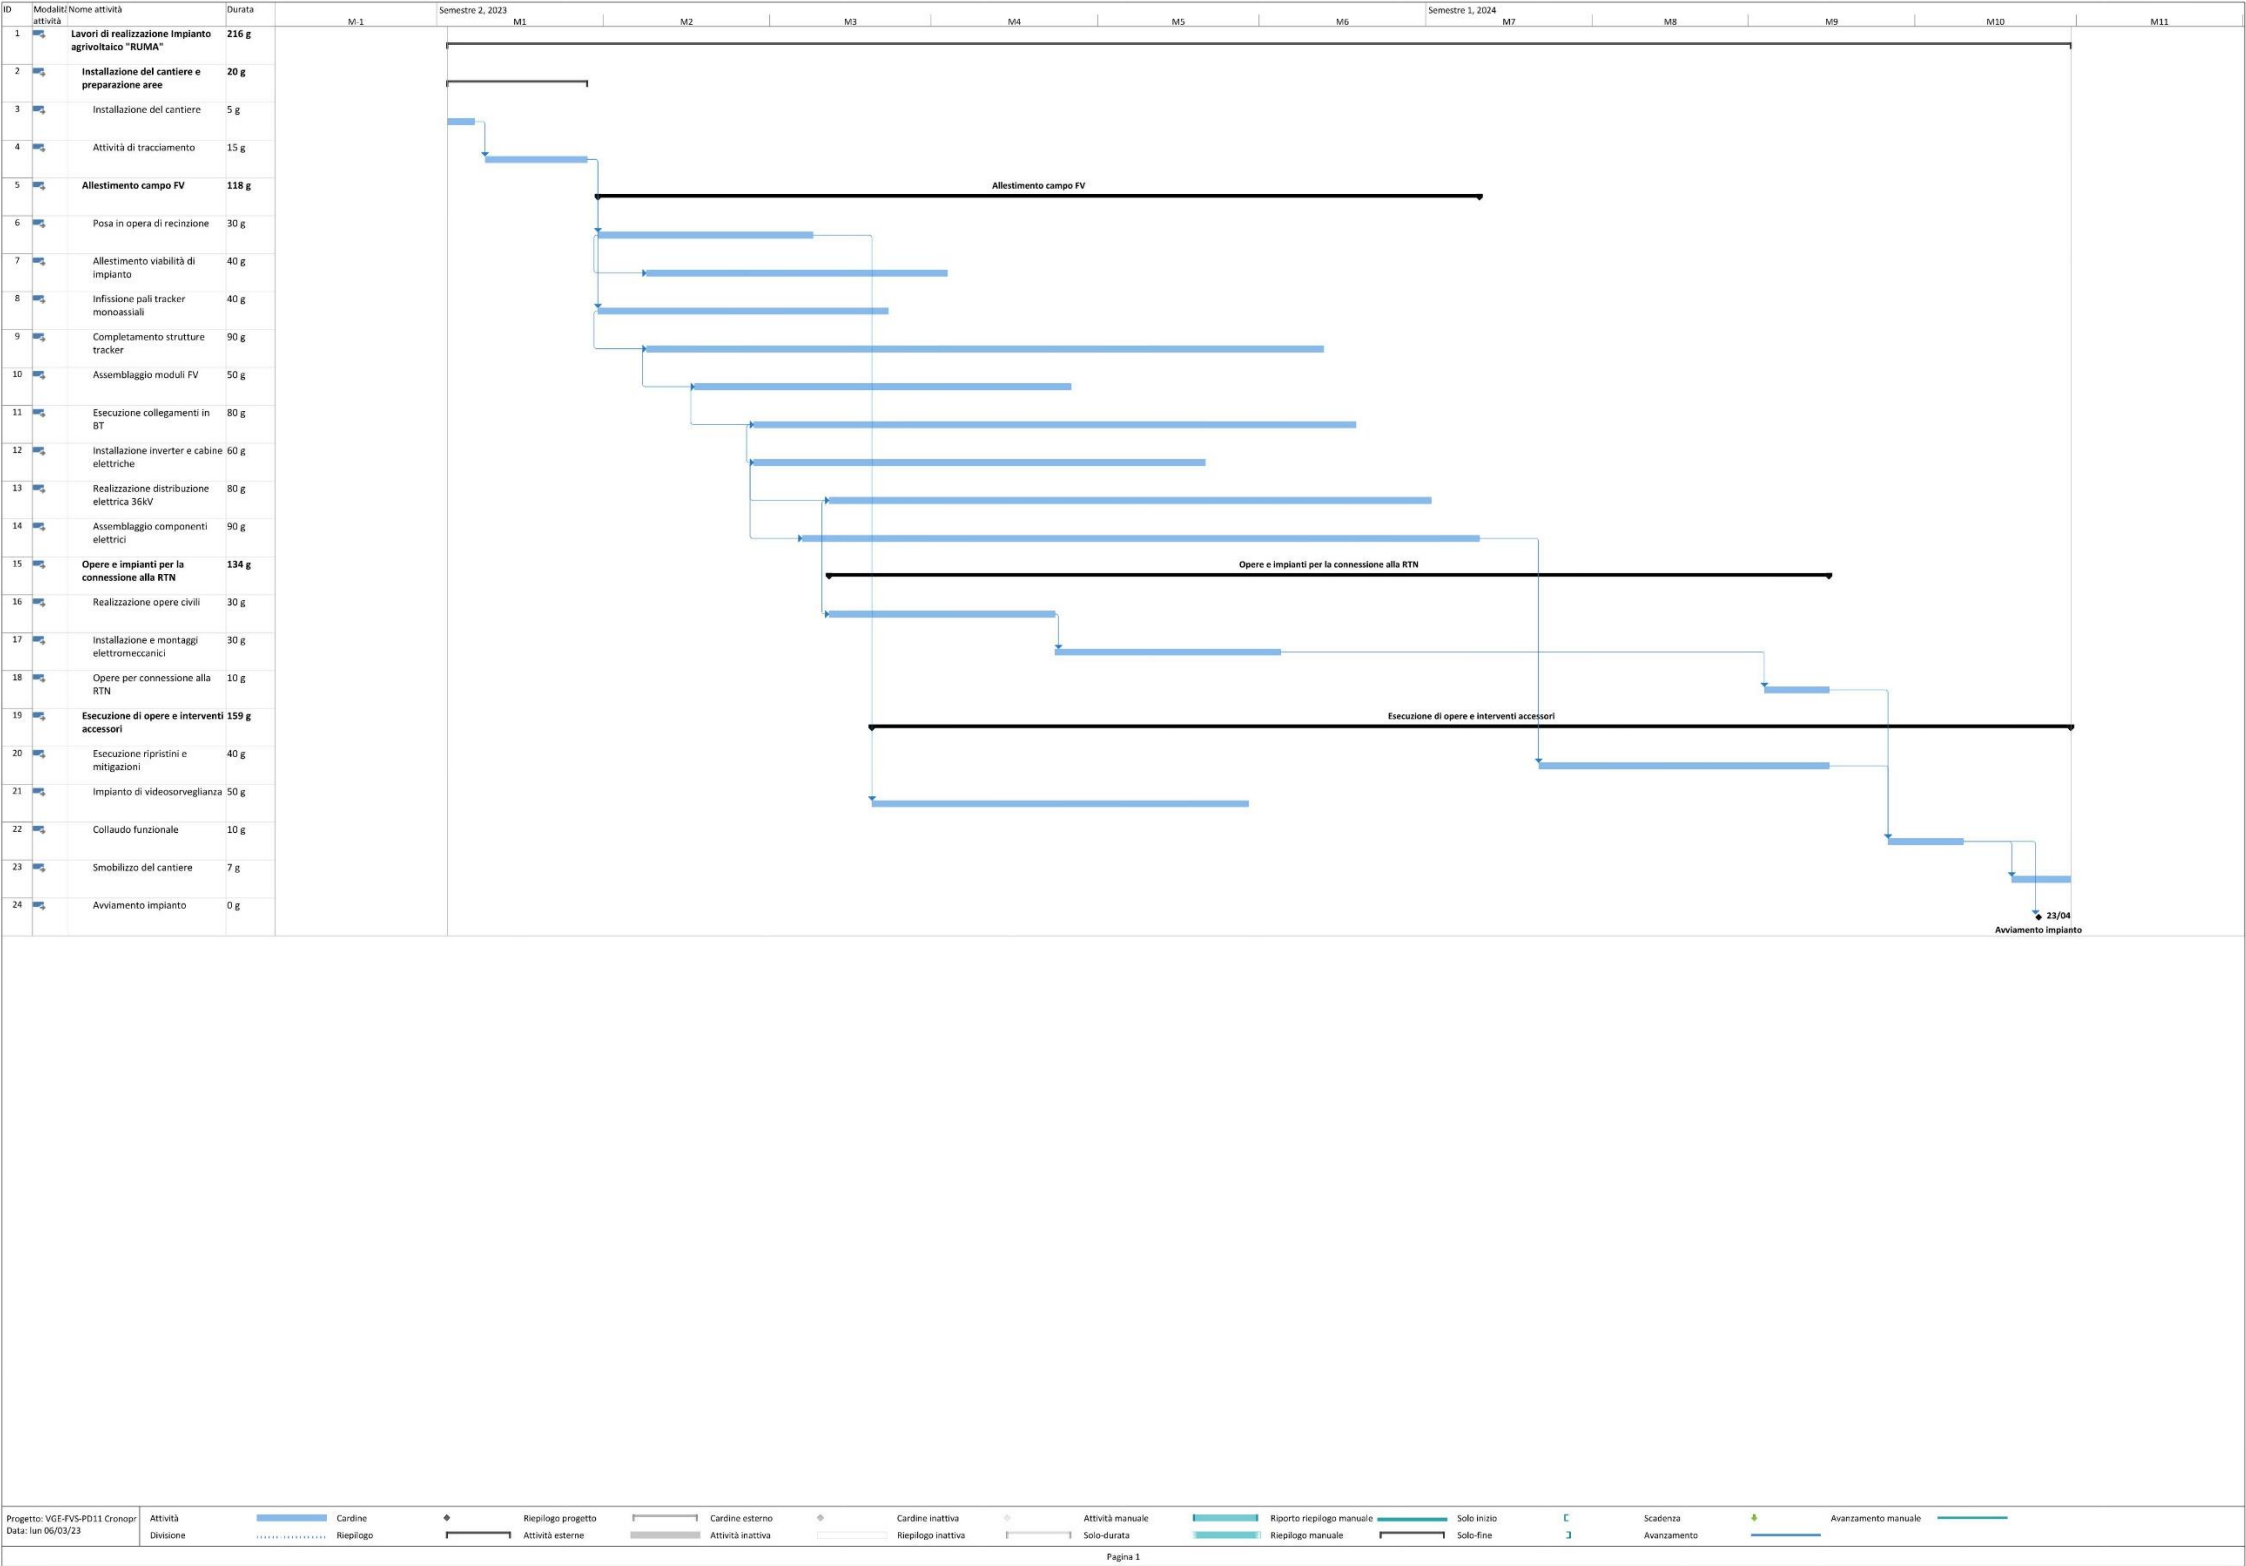 ID Modalità attività Nome attività Durata
Semestre 2, 2023 Semestre 1, 2024
M-1 M1 M2 M3 M4 M5 M6 M7 M8 M9 M10 M11
1 Lavori di realizzazione Impianto 216 g
agrivoltaico "RUMA"
2 Installazione del cantiere e 20 g
preparazione aree
3 Installazione del cantiere 5 g
4 Attività di tracciamento 15 g
5 Allestimento campo FV 118 g
Allestimento campo FV
6 Posa in opera di recinzione 30 g
7 Allestimento viabilità di 40 g
impianto
8 Infissione pali tracker 40 g
monoassiali
9 Completamento strutture 90 g
tracker
10 Assemblaggio moduli FV 50 g
11 Esecuzione collegamenti in 80 g
BT
12 Installazione inverter e cabine 60 g
elettriche
13 Realizzazione distribuzione 80 g
elettrica 36kV
14 Assemblaggio componenti 90 g
elettrici
15 Opere e impianti per la 134 g
connessione alla RTN
Opere e impianti per la connessione alla RTN
16 Realizzazione opere civili 30 g
17 Installazione e montaggi 30 g
elettromeccanici
18 Opere per connessione alla 10 g
RTN
19 Esecuzione di opere e interventi 159 g
accessori
Esecuzione di opere e interventi accessori
20 Esecuzione ripristini e 40 g
mitigazioni
21 Impianto di videosorveglianza 50 g
22 Collaudo funzionale 10 g
23 Smobilizzo del cantiere 7 g
24 Avviamento impianto 0 g
23/04
Avviamento impianto
Progetto: VGE-FVS-PD11 Cronopr
Data: lun 06/03/23
Attività Cardine Riepilogo progetto Cardine esterno Cardine inattiva Attività manuale Riporto riepilogo manuale Solo inizio Scadenza Avanzamento manuale
Divisione Riepilogo Attività esterne Attività inattiva Riepilogo inattiva Solo-durata Riepilogo manuale Solo-fine Avanzamento
Pagina 1